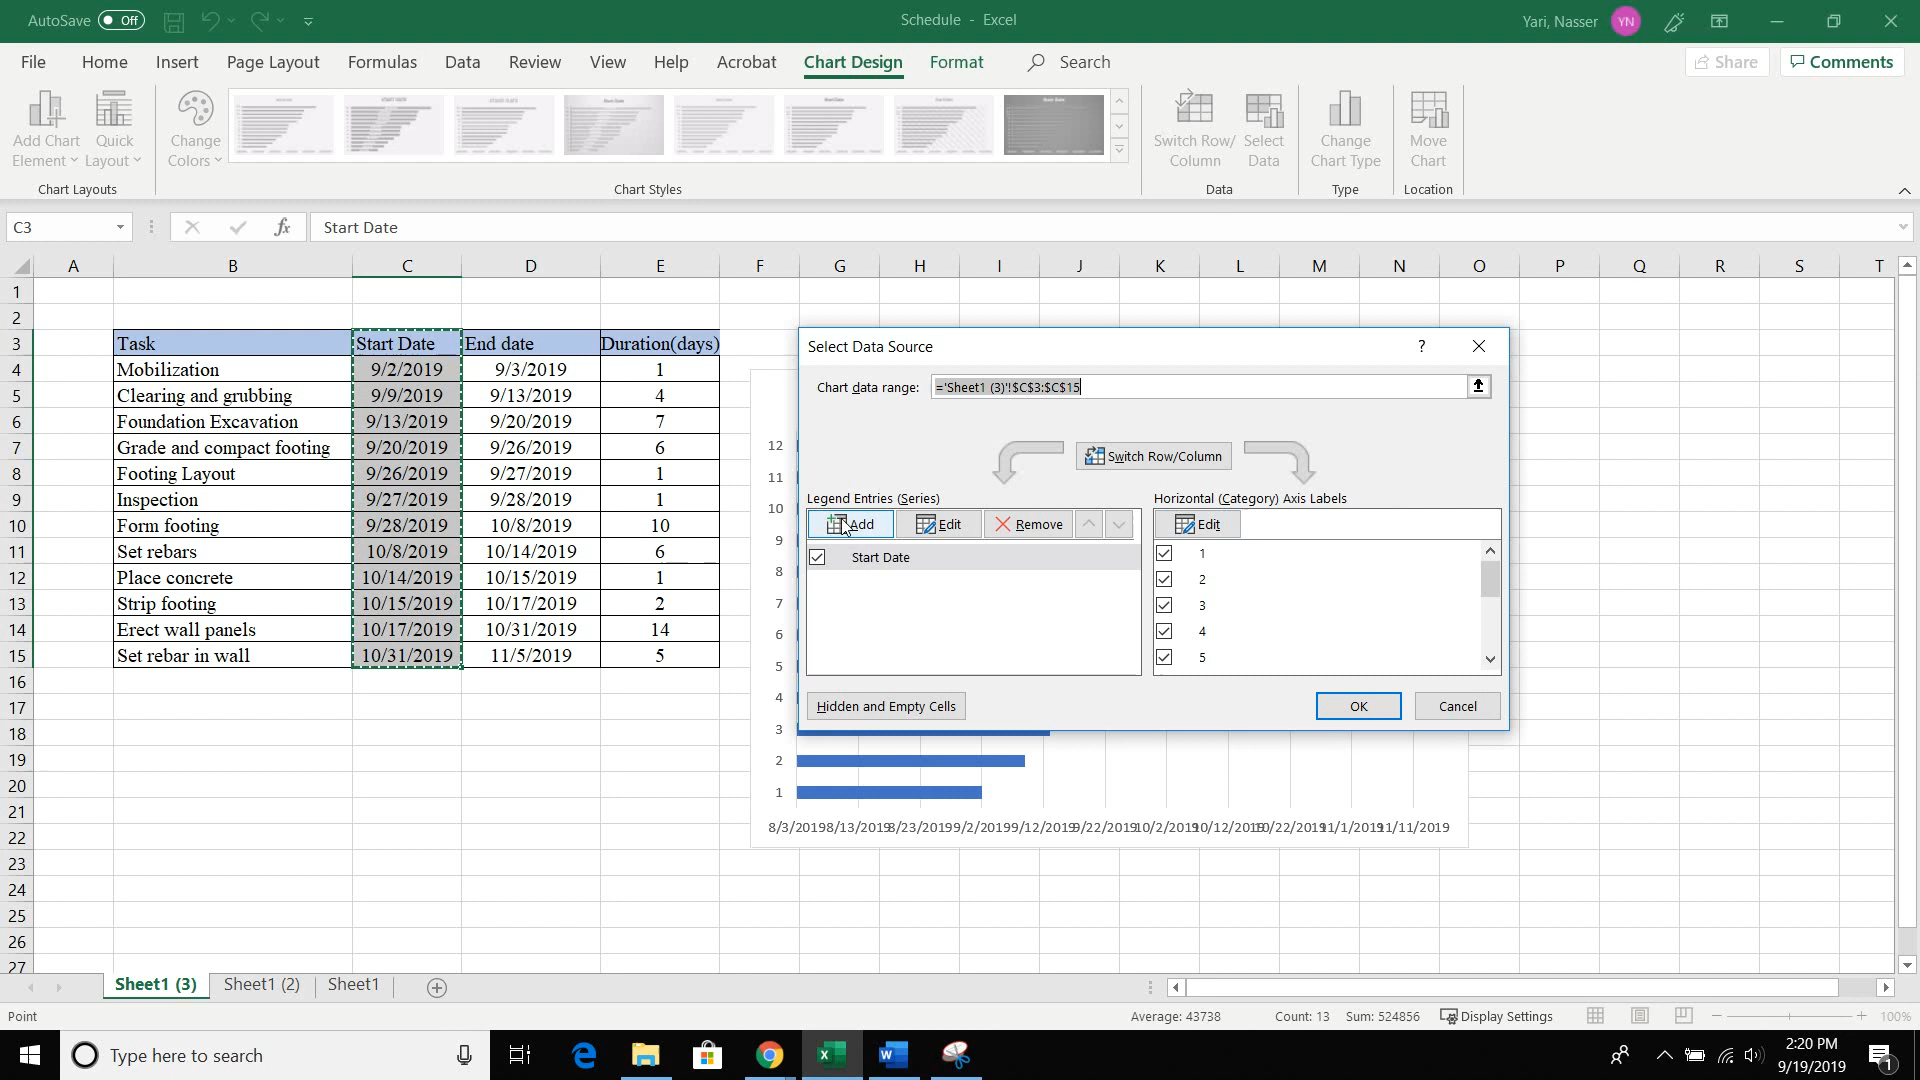 AutoSave Off Schedule - Excel Yari, Nasser YN
File Home Insert Page Layout Formulas Data Review View Help Acrobat Chart Design Format Search Share Comments
Add Chart Element Quick Layout Change Colors Switch Row/ Column Select Data Change Chart Type Move Chart
Chart Layouts Chart Styles Data Type Location
C3 fx Start Date
A B C D E F G H I J K L M N O P Q R S T
1
2
3 Task Start Date End date Duration(days)
4 Mobilization 9/2/2019 9/3/2019 1
5 Clearing and grubbing 9/9/2019 9/13/2019 4
6 Foundation Excavation 9/13/2019 9/20/2019 7
7 Grade and compact footing 9/20/2019 9/26/2019 6
8 Footing Layout 9/26/2019 9/27/2019 1
9 Inspection 9/27/2019 9/28/2019 1
10 Form footing 9/28/2019 10/8/2019 10
11 Set rebars 10/8/2019 10/14/2019 6
12 Place concrete 10/14/2019 10/15/2019 1
13 Strip footing 10/15/2019 10/17/2019 2
14 Erect wall panels 10/17/2019 10/31/2019 14
15 Set rebar in wall 10/31/2019 11/5/2019 5
16
17
18
19
20
21
22
23
24
25
26
27
Select Data Source ?
Chart data range: ='Sheet1 (3)'!$C$3:$C$15
Switch Row/Column
Legend Entries (Series) Horizontal (Category) Axis Labels
Add Edit Remove Edit
Start Date
1
2
3
4
5
Hidden and Empty Cells OK Cancel
12
11
10
9
8
7
6
5
4
3
2
1
8/3/2019 8/13/2019 8/23/2019 9/2/2019 9/12/2019 9/22/2019 10/2/2019 10/12/2019 10/22/2019 11/1/2019 11/11/2019
Sheet1 (3) Sheet1 (2) Sheet1
Point Average: 43738 Count: 13 Sum: 524856 Display Settings 100%
Type here to search 2:20 PM
9/19/2019 1